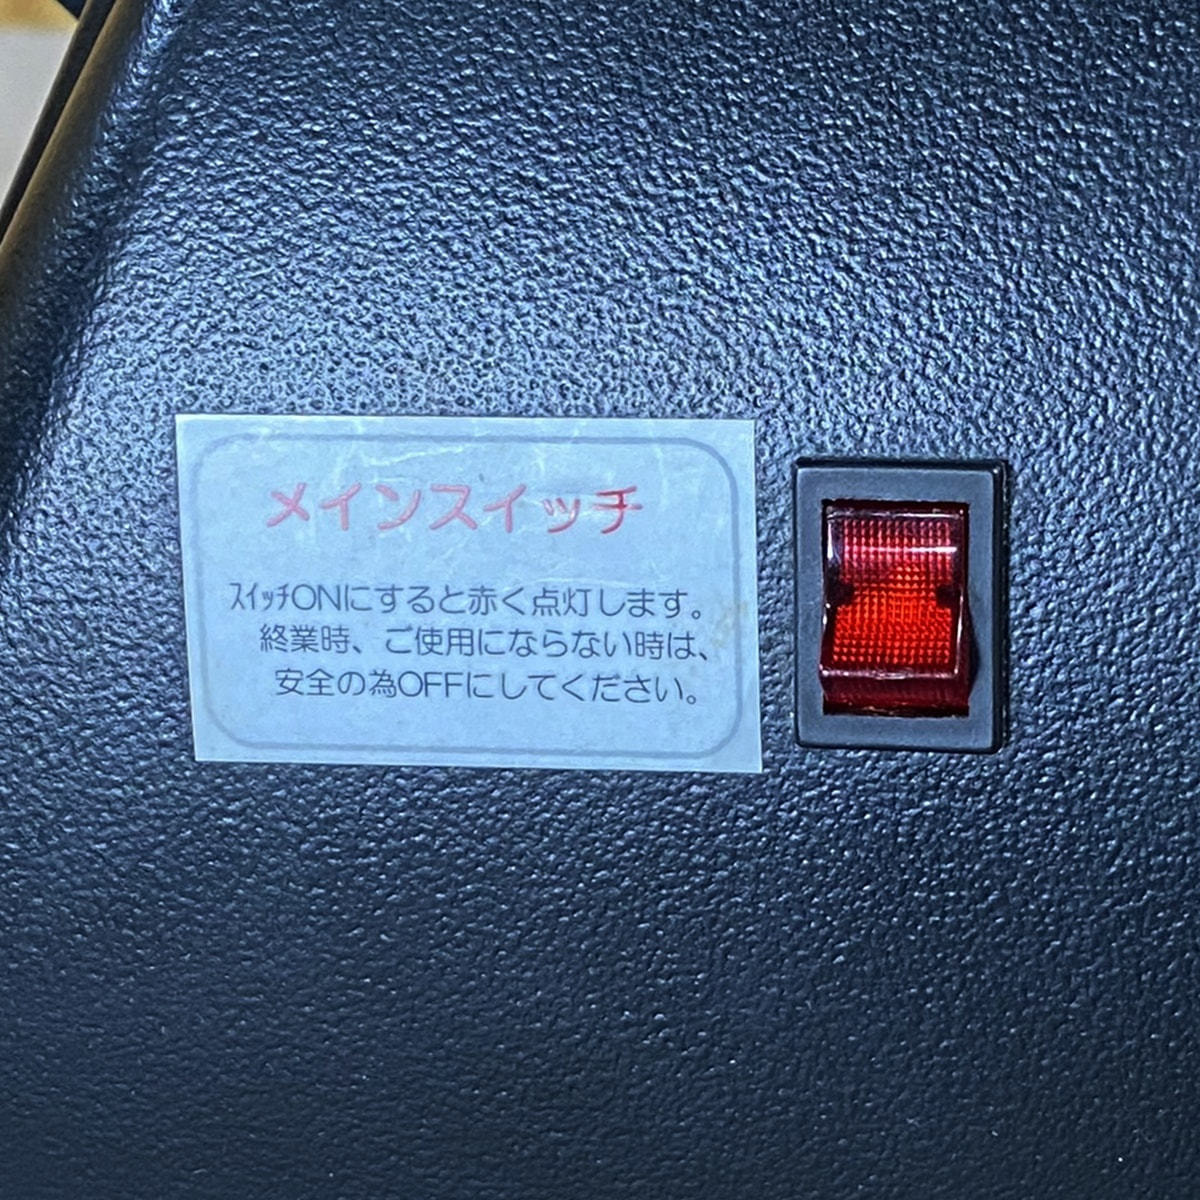 メインスイッチ
ｽｲｯﾁONにすると赤く点灯します。
終業時、ご使用にならない時は、
安全の為OFFにしてください。